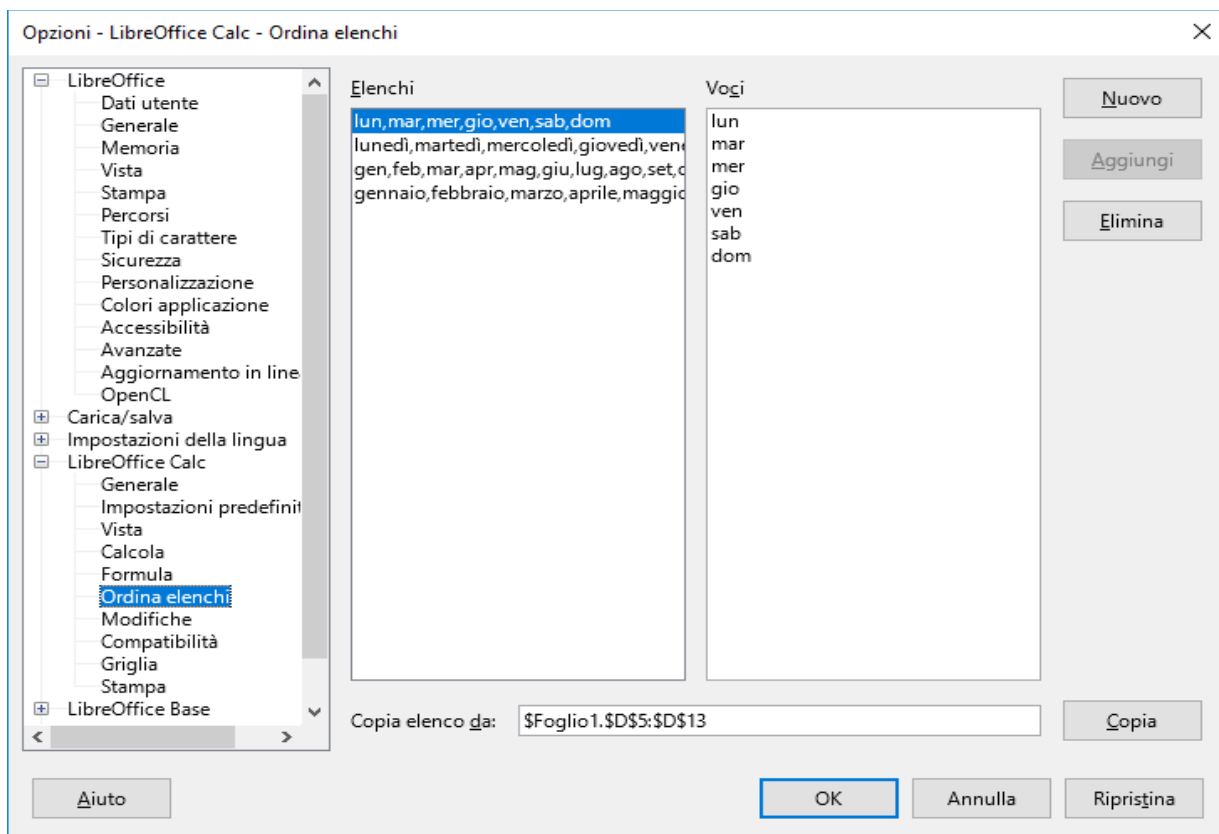 Opzioni - LibreOffice Calc - Ordina elenchi
LibreOffice
Dati utente
Generale
Memoria
Vista
Stampa
Percorsi
Tipi di carattere
Sicurezza
Personalizzazione
Colori applicazione
Accessibilità
Avanzate
Aggiornamento in line
OpenCL
Carica/salva
Impostazioni della lingua
LibreOffice Calc
Generale
Impostazioni predefinit
Vista
Calcola
Formula
Ordina elenchi
Modifiche
Compatibilità
Griglia
Stampa
LibreOffice Base
Elenchi
lun,mar,mer,gio,ven,sab,dom
lunedì,martedì,mercoledì,giovedì,vene
gen,feb,mar,apr,mag,giu,lug,ago,set,o
gennaio,febbraio,marzo,aprile,maggio
Voci
lun
mar
mer
gio
ven
sab
dom
Nuovo
Aggiungi
Elimina
Copia elenco da:
$Foglio1.$D$5:$D$13
Copia
Aiuto
OK
Annulla
Ripristina